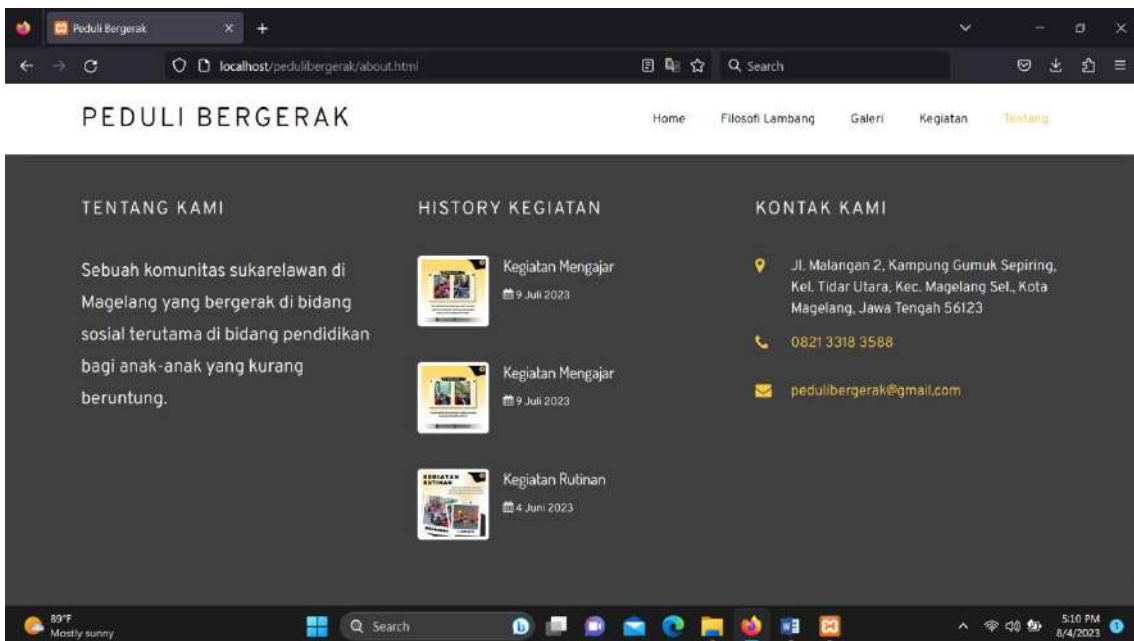 Peduli Bergerak
localhost/pedulibergerak/about.html
Search
PEDULI BERGERAK
Home
Filosofi Lambang
Galeri
Kegiatan
Tentang
TENTANG KAMI
Sebuah komunitas sukarelawan di
Magelang yang bergerak di bidang
sosial terutama di bidang pendidikan
bagi anak-anak yang kurang
beruntung.
HISTORY KEGIATAN
Kegiatan Mengajar
9 Juli 2023
Kegiatan Mengajar
9 Juli 2023
KEGIATAN
RUTINAN
Kegiatan Rutinan
4 Juni 2023
KONTAK KAMI
Jl. Malangan 2, Kampung Gumuk Sepiring,
Kel. Tidar Utara, Kec. Magelang Sel., Kota
Magelang, Jawa Tengah 56123
0821 3318 3588
pedulibergerak@gmail.com
89°F
Mostly sunny
Search
5:10 PM
8/4/2023
1